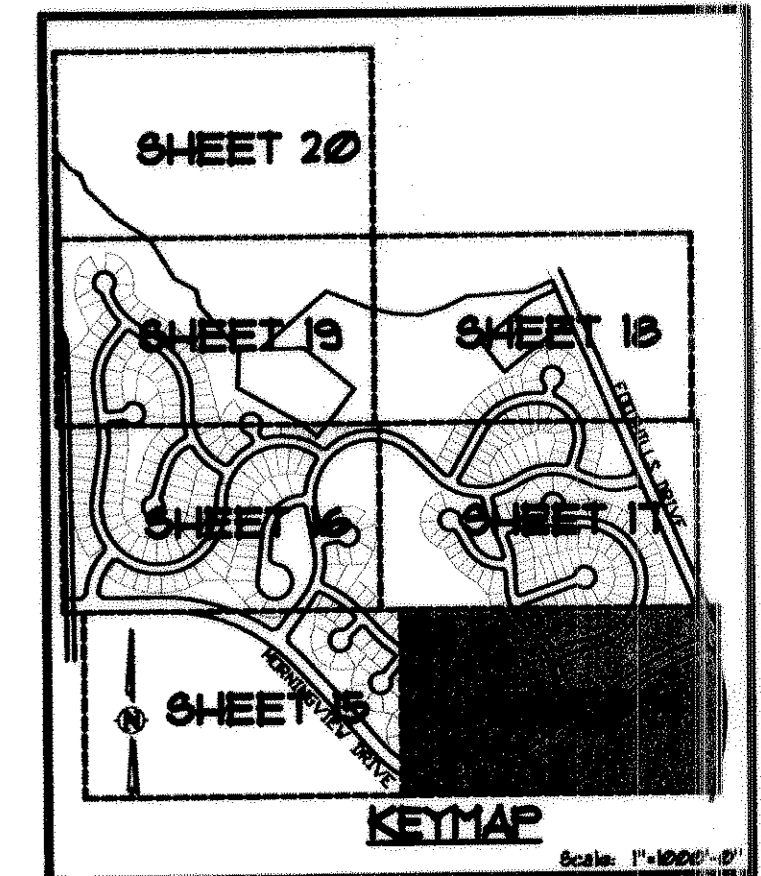 SHEET 20
SHEET 19
SHEET 18
FOOTHILLS DRIVE
SHEET 16
SHEET 17
SHEET 15
MORNINGVIEW DRIVE
N
KEYMAP
Scale: 1"=1000'-0"